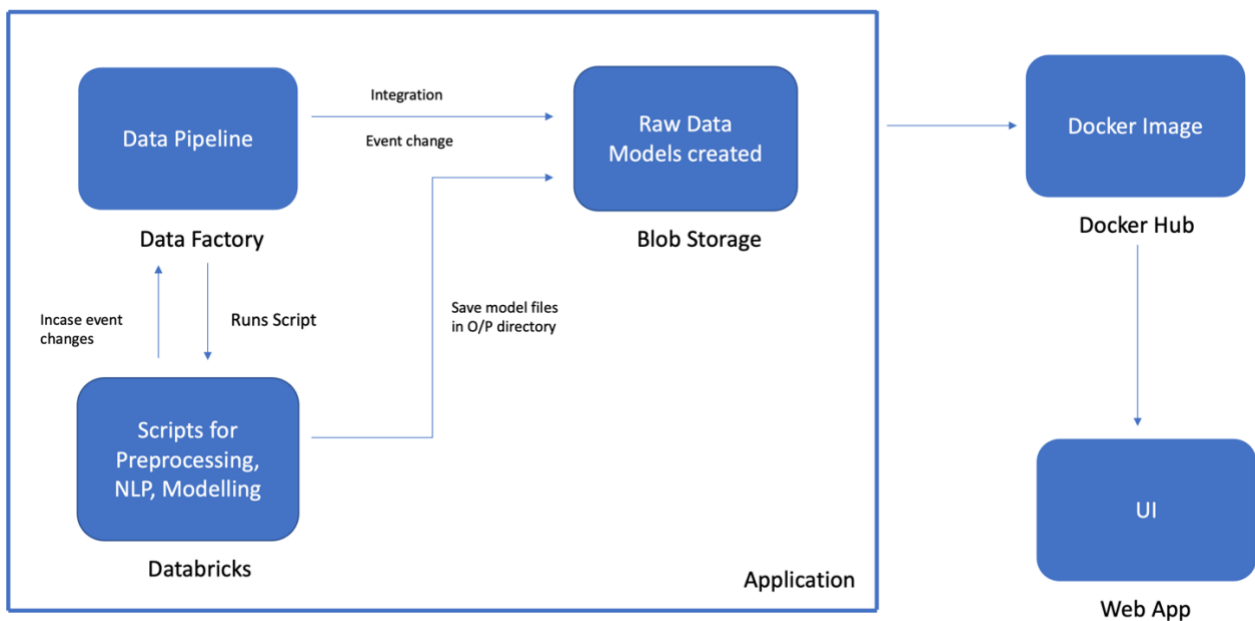 Data Pipeline
Data Factory
Integration
Event change
Raw Data
Models created
Blob Storage
Docker Image
Docker Hub
Incase event
changes
Runs Script
Save model files
in O/P directory
Scripts for
Preprocessing,
NLP, Modelling
Databricks
Application
UI
Web App